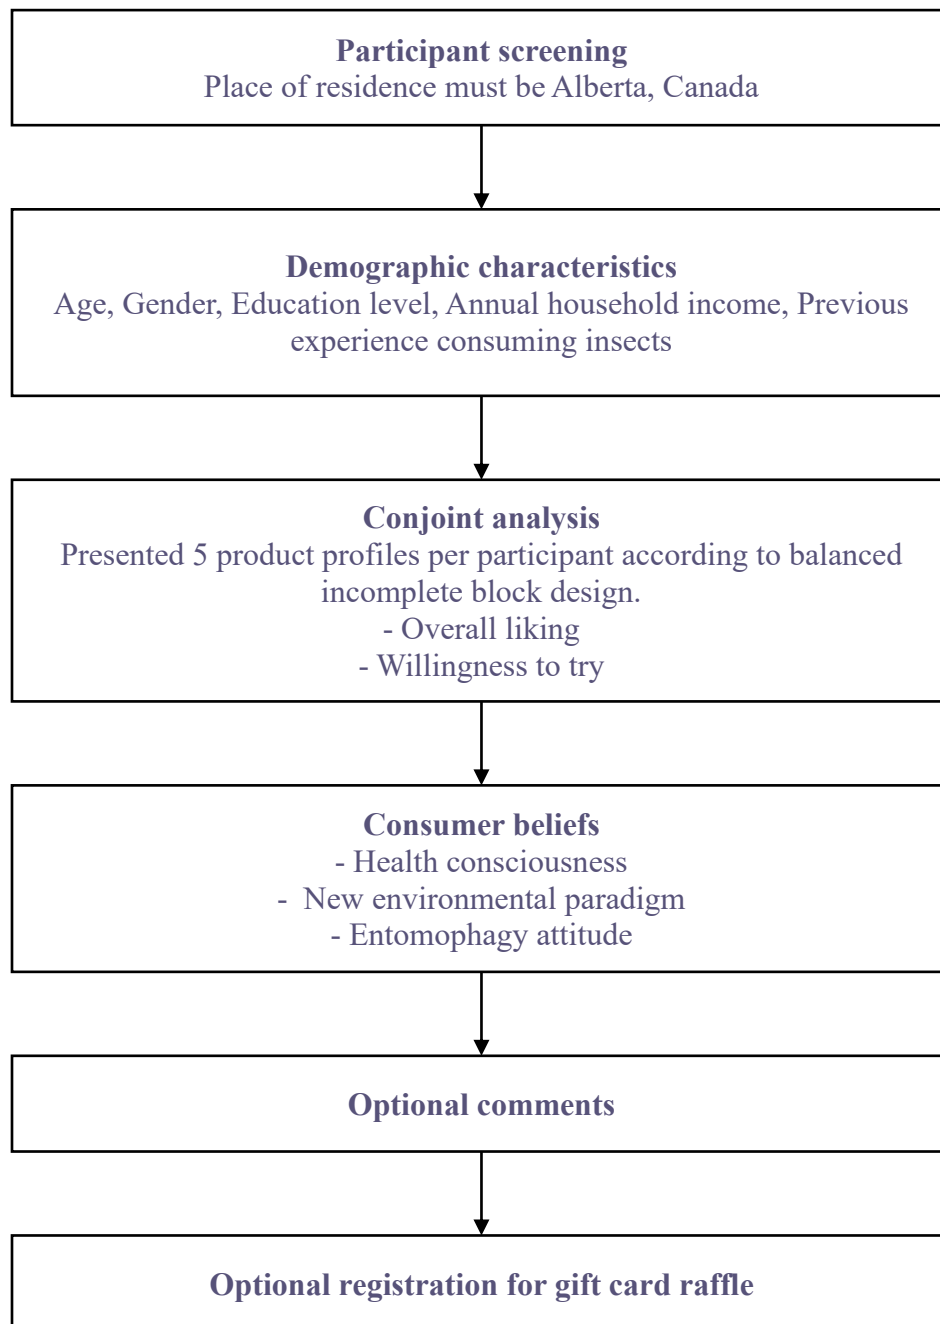 Participant screening
Place of residence must be Alberta, Canada
Demographic characteristics
Age, Gender, Education level, Annual household income, Previous
experience consuming insects
Conjoint analysis
Presented 5 product profiles per participant according to balanced
incomplete block design.
- Overall liking
- Willingness to try
Consumer beliefs
- Health consciousness
- New environmental paradigm
- Entomophagy attitude
Optional comments
Optional registration for gift card raffle